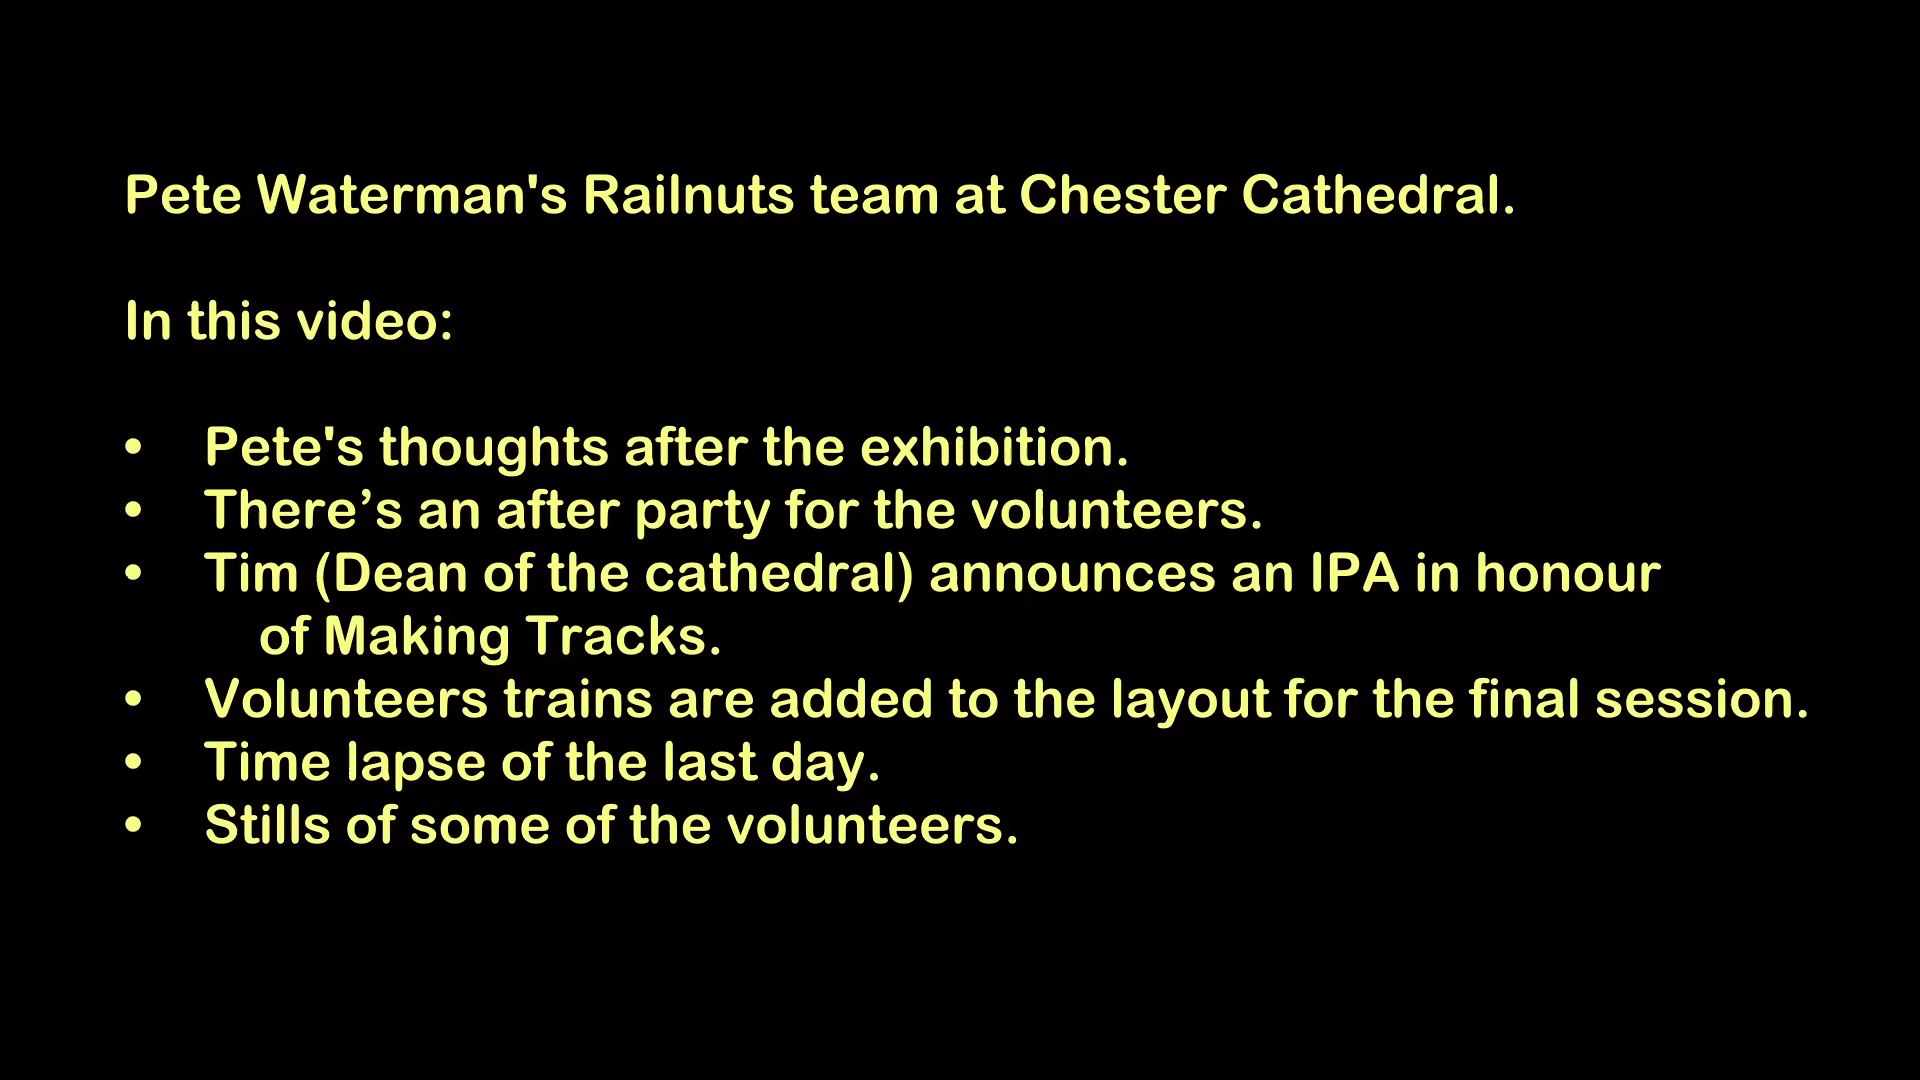 Pete Waterman's Railnuts team at Chester Cathedral.
In this video:
• Pete's thoughts after the exhibition.
• There’s an after party for the volunteers.
• Tim (Dean of the cathedral) announces an IPA in honour
of Making Tracks.
• Volunteers trains are added to the layout for the final session.
• Time lapse of the last day.
• Stills of some of the volunteers.